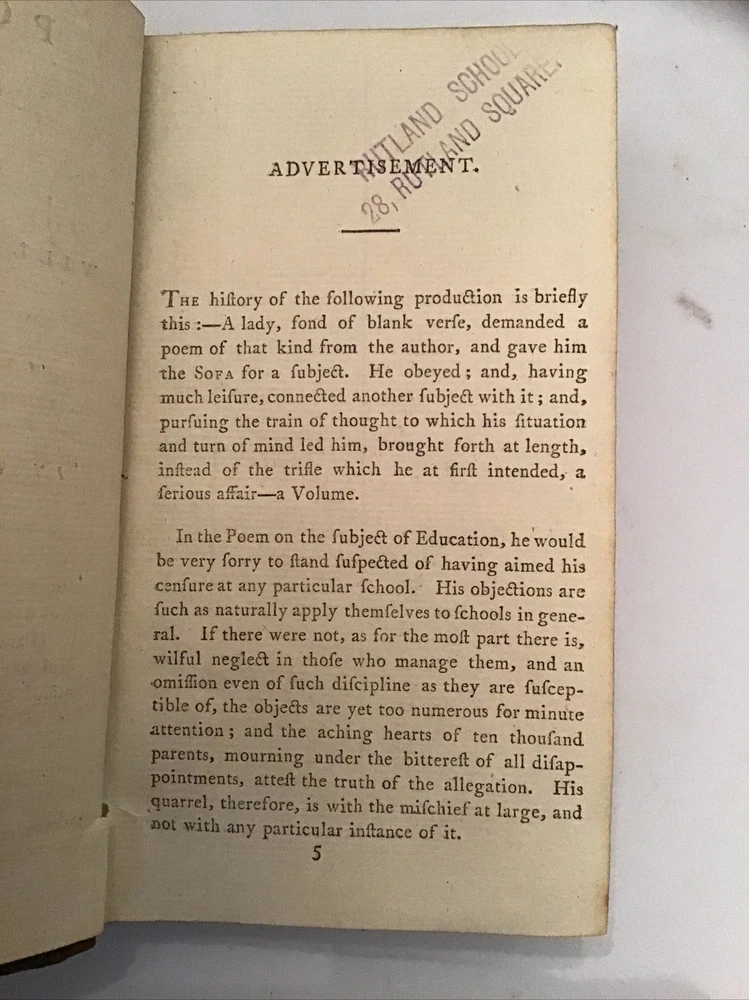 RUTLAND SCHOOL
28, RUTLAND SQUARE.
ADVERTISEMENT.
THE hiſtory of the following production is briefly
this :—A lady, fond of blank verſe, demanded a
poem of that kind from the author, and gave him
the SOFA for a ſubject. He obeyed ; and, having
much leiſure, connected another ſubject with it ; and,
purſuing the train of thought to which his ſituation
and turn of mind led him, brought forth at length,
inſtead of the trifle which he at firſt intended, a
ſerious affair—a Volume.
In the Poem on the ſubject of Education, he would
be very ſorry to ſtand ſuſpected of having aimed his
cenſure at any particular ſchool. His objections are
ſuch as naturally apply themſelves to ſchools in gene-
ral. If there were not, as for the moſt part there is,
wilful neglect in thoſe who manage them, and an
omiſſion even of ſuch diſcipline as they are ſuſcep-
tible of, the objects are yet too numerous for minute
attention ; and the aching hearts of ten thouſand
parents, mourning under the bittereſt of all diſap-
pointments, atteſt the truth of the allegation. His
quarrel, therefore, is with the miſchief at large, and
not with any particular inſtance of it.
5